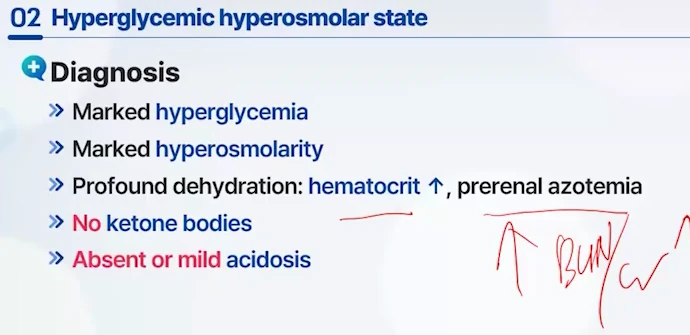 02 Hyperglycemic hyperosmolar state
Diagnosis
Marked hyperglycemia
Marked hyperosmolarity
Profound dehydration: hematocrit ↑, prerenal azotemia
No ketone bodies
Absent or mild acidosis
↑ BUN/Cr ↑